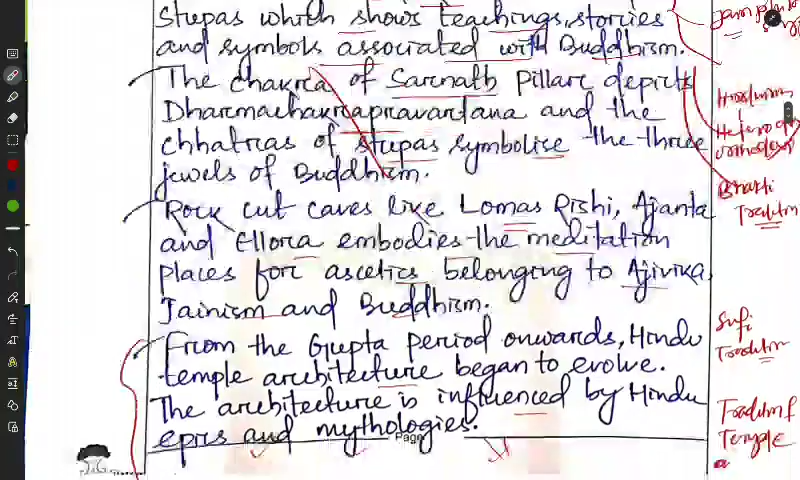 Stupas which shows teachings, stories
and symbols associated with Buddhism.
The chakra of Sarnath Pillar depicts
Dharmachakrapravartana and the
chhatras of stupas symbolise the three
jewels of Buddhism.
Rock cut caves like Lomas Rishi, Ajanta
and Ellora embodies the meditation
places for ascetics belonging to Ajivika,
Jainism and Buddhism.
From the Gupta period onwards, Hindu
temple architecture began to evolve.
The architecture is influenced by Hindu
epics and mythologies.
Page
Hinduism
Bhakti
Tradition
Sufi
Tradition
Temple